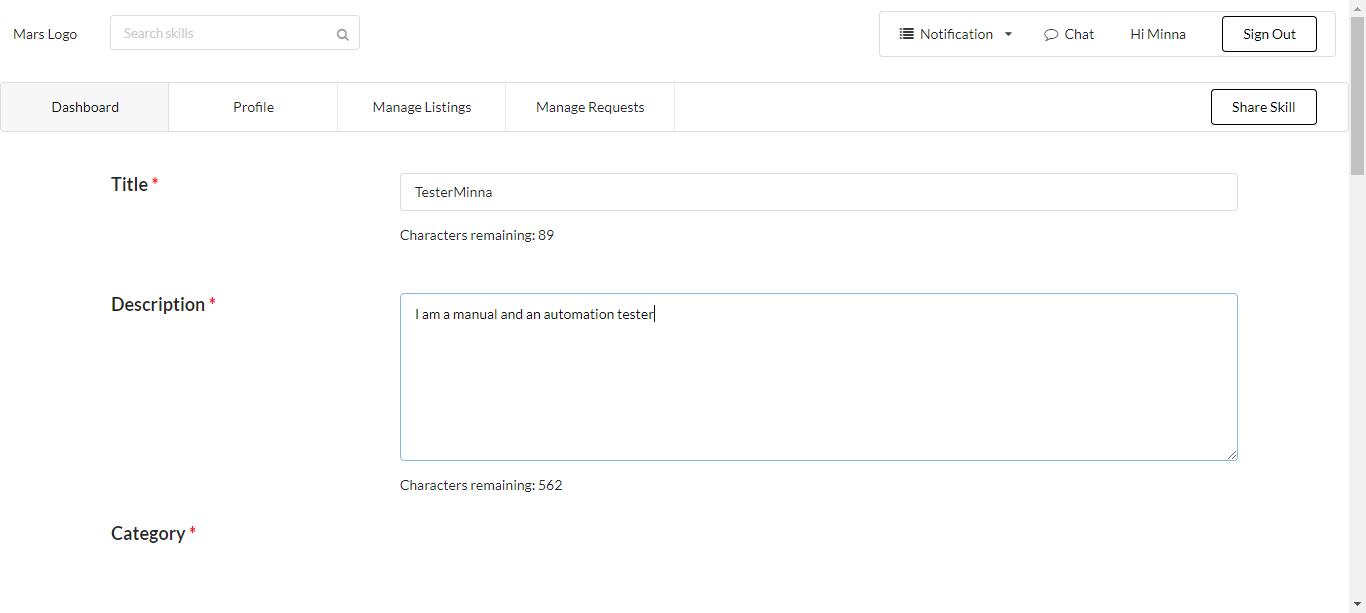 Mars Logo Search skills Notification Chat Hi Minna Sign Out
Dashboard Profile Manage Listings Manage Requests Share Skill
Title *
TesterMinna
Characters remaining: 89
Description *
I am a manual and an automation tester
Characters remaining: 562
Category *